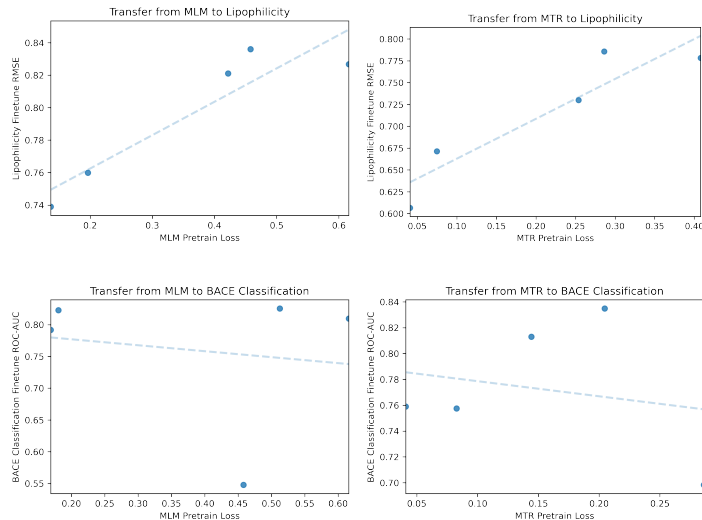 Transfer from MLM to Lipophilicity
Lipophilicity Finetune RMSE
0.84
0.82
0.80
0.78
0.76
0.74
0.2 0.3 0.4 0.5 0.6
MLM Pretrain Loss
Transfer from MTR to Lipophilicity
Lipophilicity Finetune RMSE
0.800
0.775
0.750
0.725
0.700
0.675
0.650
0.625
0.600
0.05 0.10 0.15 0.20 0.25 0.30 0.35 0.40
MTR Pretrain Loss
Transfer from MLM to BACE Classification
BACE Classification Finetune ROC-AUC
0.80
0.75
0.70
0.65
0.60
0.55
0.20 0.25 0.30 0.35 0.40 0.45 0.50 0.55 0.60
MLM Pretrain Loss
Transfer from MTR to BACE Classification
BACE Classification Finetune ROC-AUC
0.84
0.82
0.80
0.78
0.76
0.74
0.72
0.70
0.05 0.10 0.15 0.20 0.25
MTR Pretrain Loss